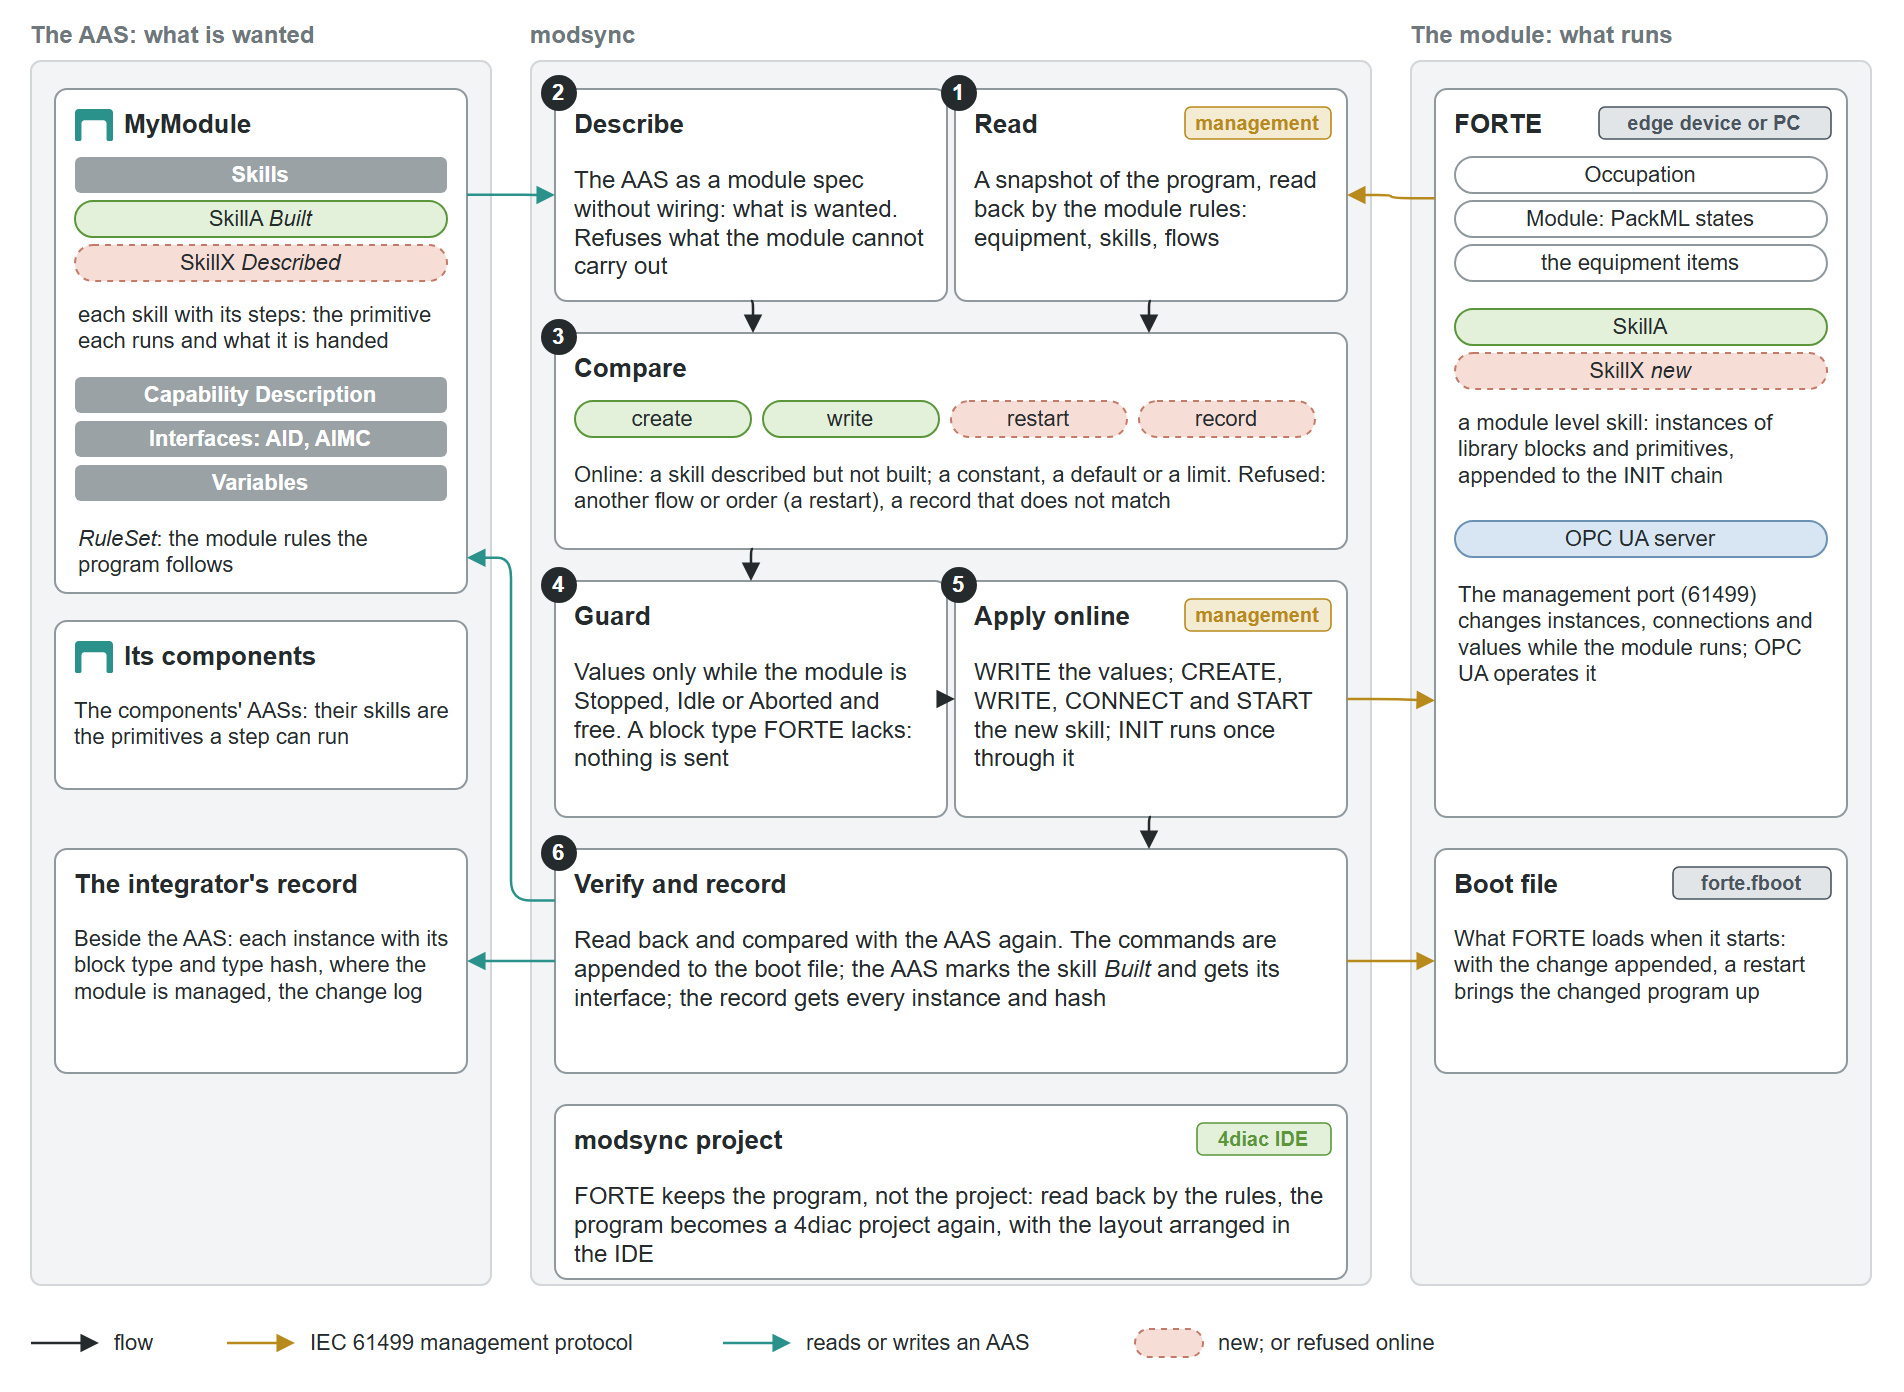 The AAS: what is wanted
MyModule
Skills
SkillA Built
SkillX Described
each skill with its steps: the primitive
each runs and what it is handed
Capability Description
Interfaces: AID, AIMC
Variables
RuleSet: the module rules the
program follows
Its components
The components' AASs: their skills are
the primitives a step can run
The integrator's record
Beside the AAS: each instance with its
block type and type hash, where the
module is managed, the change log
modsync
2
Describe
The AAS as a module spec
without wiring: what is wanted.
Refuses what the module cannot
carry out
1
Read
management
A snapshot of the program, read
back by the module rules:
equipment, skills, flows
3
Compare
create
write
restart
record
Online: a skill described but not built; a constant, a default or a limit. Refused:
another flow or order (a restart), a record that does not match
4
Guard
Values only while the module is
Stopped, Idle or Aborted and
free. A block type FORTE lacks:
nothing is sent
5
Apply online
management
WRITE the values; CREATE,
WRITE, CONNECT and START
the new skill; INIT runs once
through it
6
Verify and record
Read back and compared with the AAS again. The commands are
appended to the boot file; the AAS marks the skill Built and gets its
interface; the record gets every instance and hash
modsync project
4diac IDE
FORTE keeps the program, not the project: read back by the rules, the
program becomes a 4diac project again, with the layout arranged in
the IDE
The module: what runs
FORTE
edge device or PC
Occupation
Module: PackML states
the equipment items
SkillA
SkillX new
a module level skill: instances of
library blocks and primitives,
appended to the INIT chain
OPC UA server
The management port (61499)
changes instances, connections and
values while the module runs; OPC
UA operates it
Boot file
forte.fboot
What FORTE loads when it starts:
with the change appended, a restart
brings the changed program up
flow
IEC 61499 management protocol
reads or writes an AAS
new; or refused online